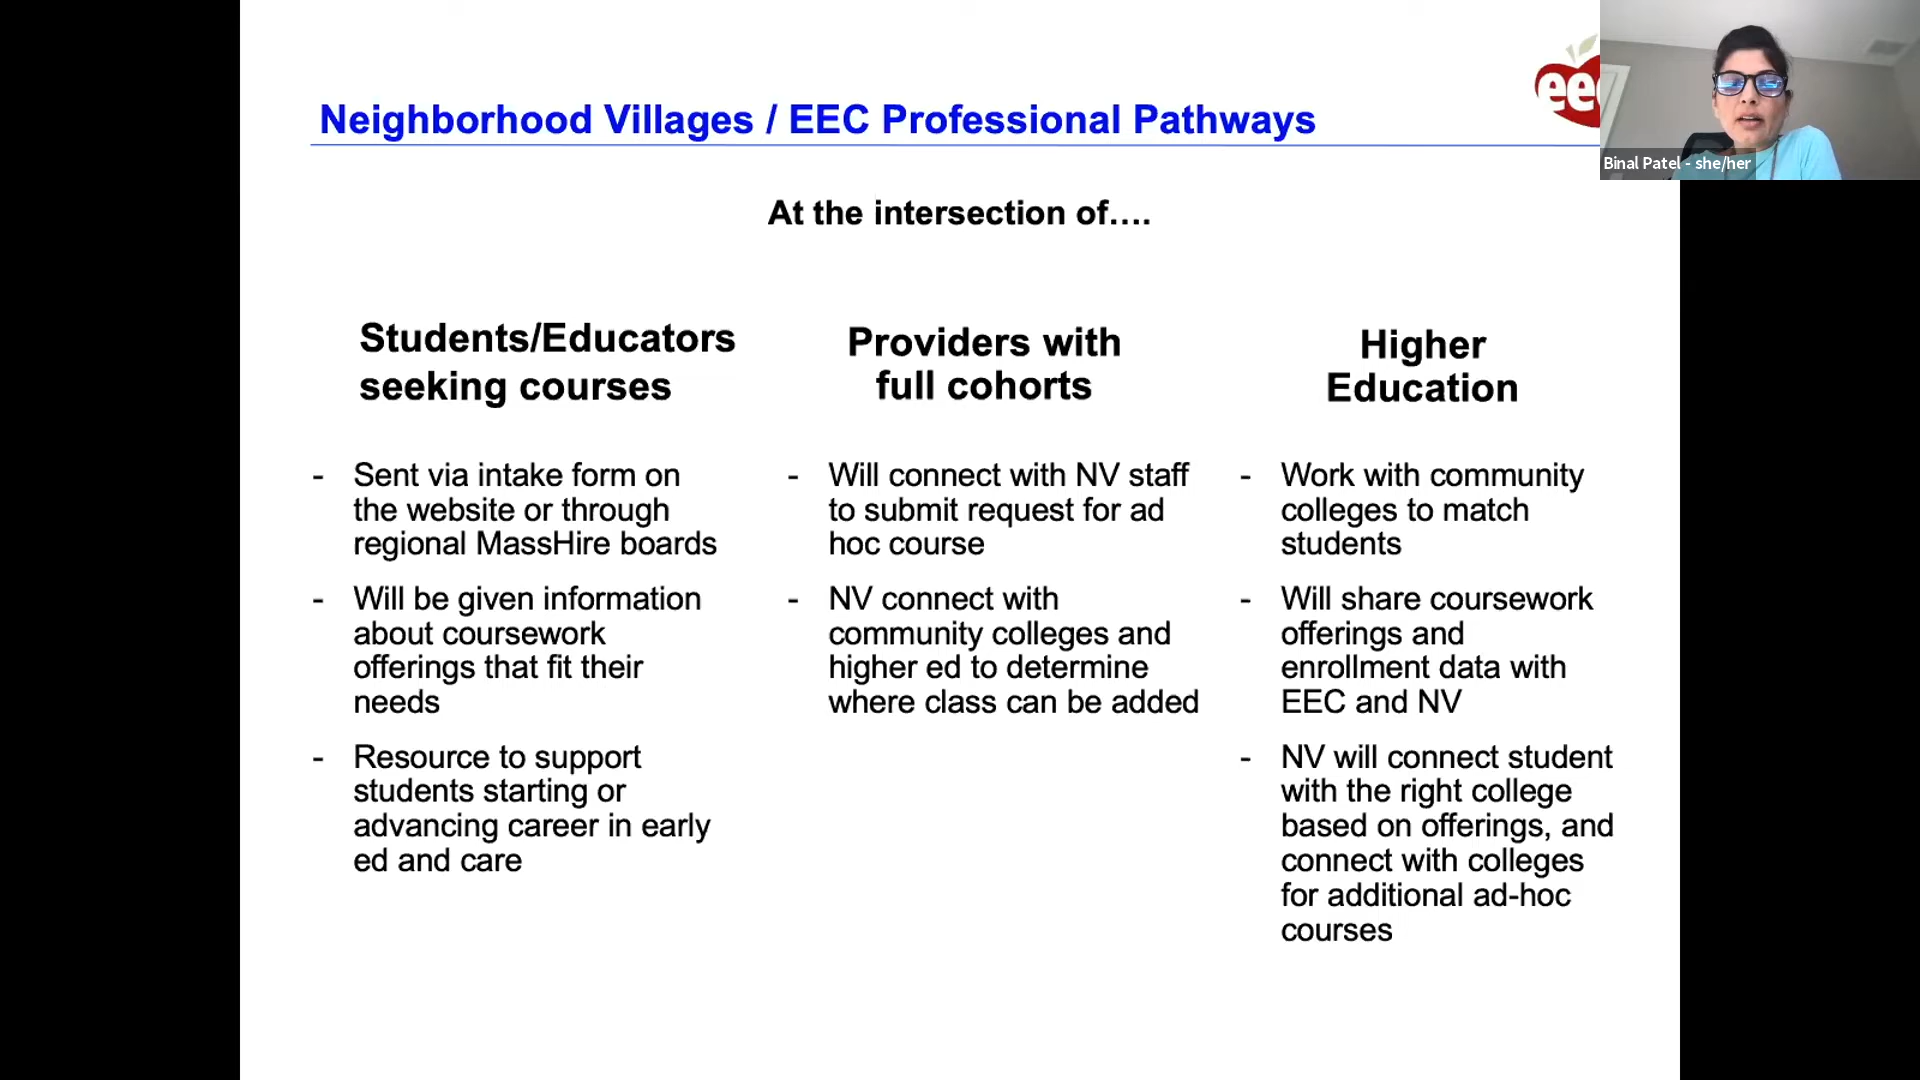 Neighborhood Villages / EEC Professional Pathways
eec
Binal Patel - she/her
At the intersection of....
Students/Educators
seeking courses
- Sent via intake form on
the website or through
regional MassHire boards
- Will be given information
about coursework
offerings that fit their
needs
- Resource to support
students starting or
advancing career in early
ed and care
Providers with
full cohorts
- Will connect with NV staff
to submit request for ad
hoc course
- NV connect with
community colleges and
higher ed to determine
where class can be added
Higher
Education
- Work with community
colleges to match
students
- Will share coursework
offerings and
enrollment data with
EEC and NV
- NV will connect student
with the right college
based on offerings, and
connect with colleges
for additional ad-hoc
courses